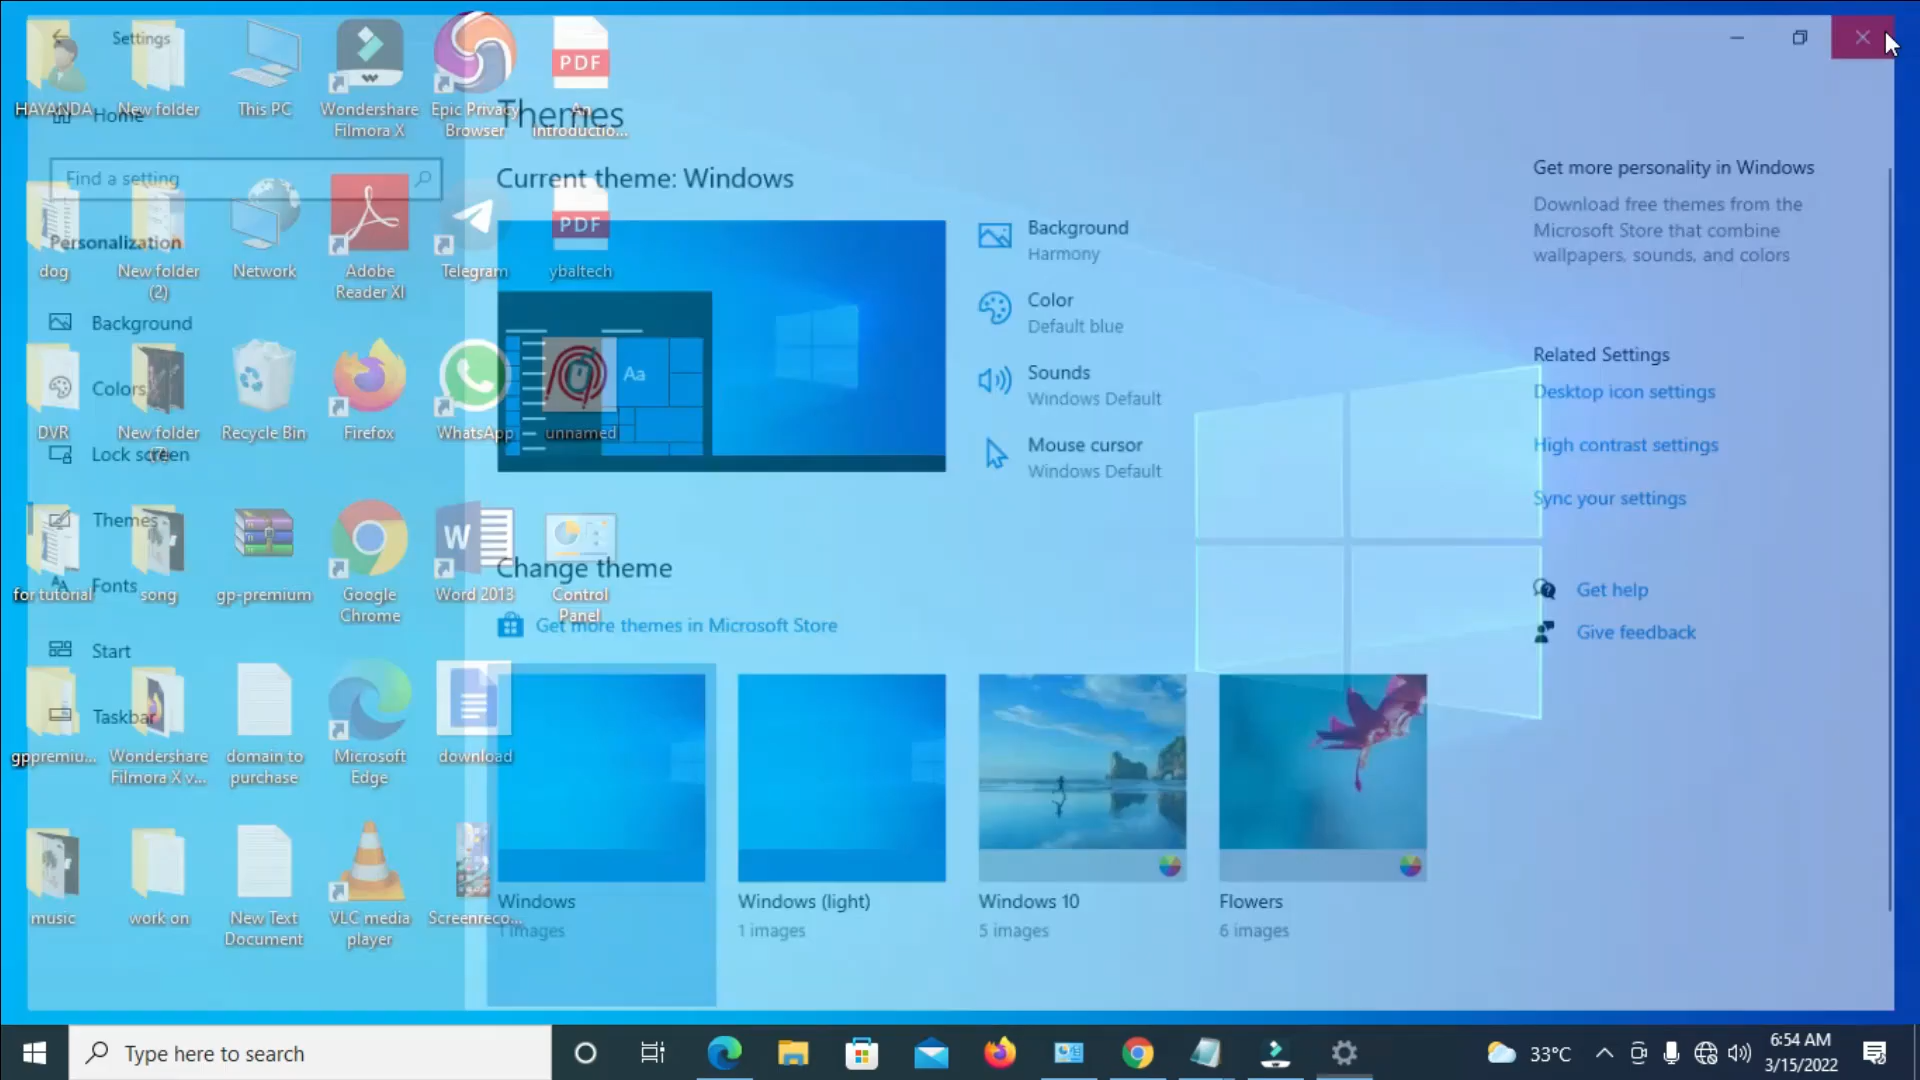 Settings
HAYANDA
New folder
This PC
Wondershare
Filmora X
Epic Privacy
Browser
PDF
An
introductio...
Home
Find a setting
Personalization
dog
New folder
(2)
Network
Adobe
Reader XI
Telegram
PDF
ybaltech
Background
Colors
DVR
New folder
Recycle Bin
Firefox
WhatsApp
unnamed
Lock screen
Themes
Fonts
for tutorial
song
gp-premium
Google
Chrome
W
Word 2013
Control
Panel
Start
Taskbar
gppremiu...
Wondershare
Filmora X v...
domain to
purchase
Microsoft
Edge
download
music
work on
New Text
Document
VLC media
player
Screenreco...
Themes
Current theme: Windows
Aa
Background
Harmony
Color
Default blue
Sounds
Windows Default
Mouse cursor
Windows Default
Change theme
Get more themes in Microsoft Store
Windows
1 images
Windows (light)
1 images
Windows 10
5 images
Flowers
6 images
Get more personality in Windows
Download free themes from the
Microsoft Store that combine
wallpapers, sounds, and colors
Related Settings
Desktop icon settings
High contrast settings
Sync your settings
Get help
Give feedback
Type here to search
33°C
6:54 AM
3/15/2022